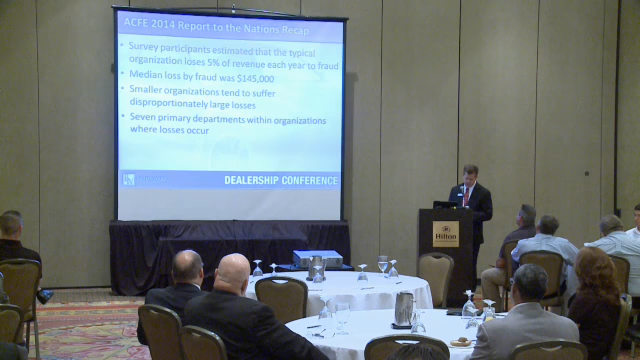 ACFE 2014 Report to the Nations Recap
• Survey participants estimated that the typical
organization loses 5% of revenue each year to fraud
• Median loss by fraud was $145,000
• Smaller organizations tend to suffer
disproportionately large losses
• Seven primary departments within organizations
where losses occur
DEALERSHIP CONFERENCE
Hilton